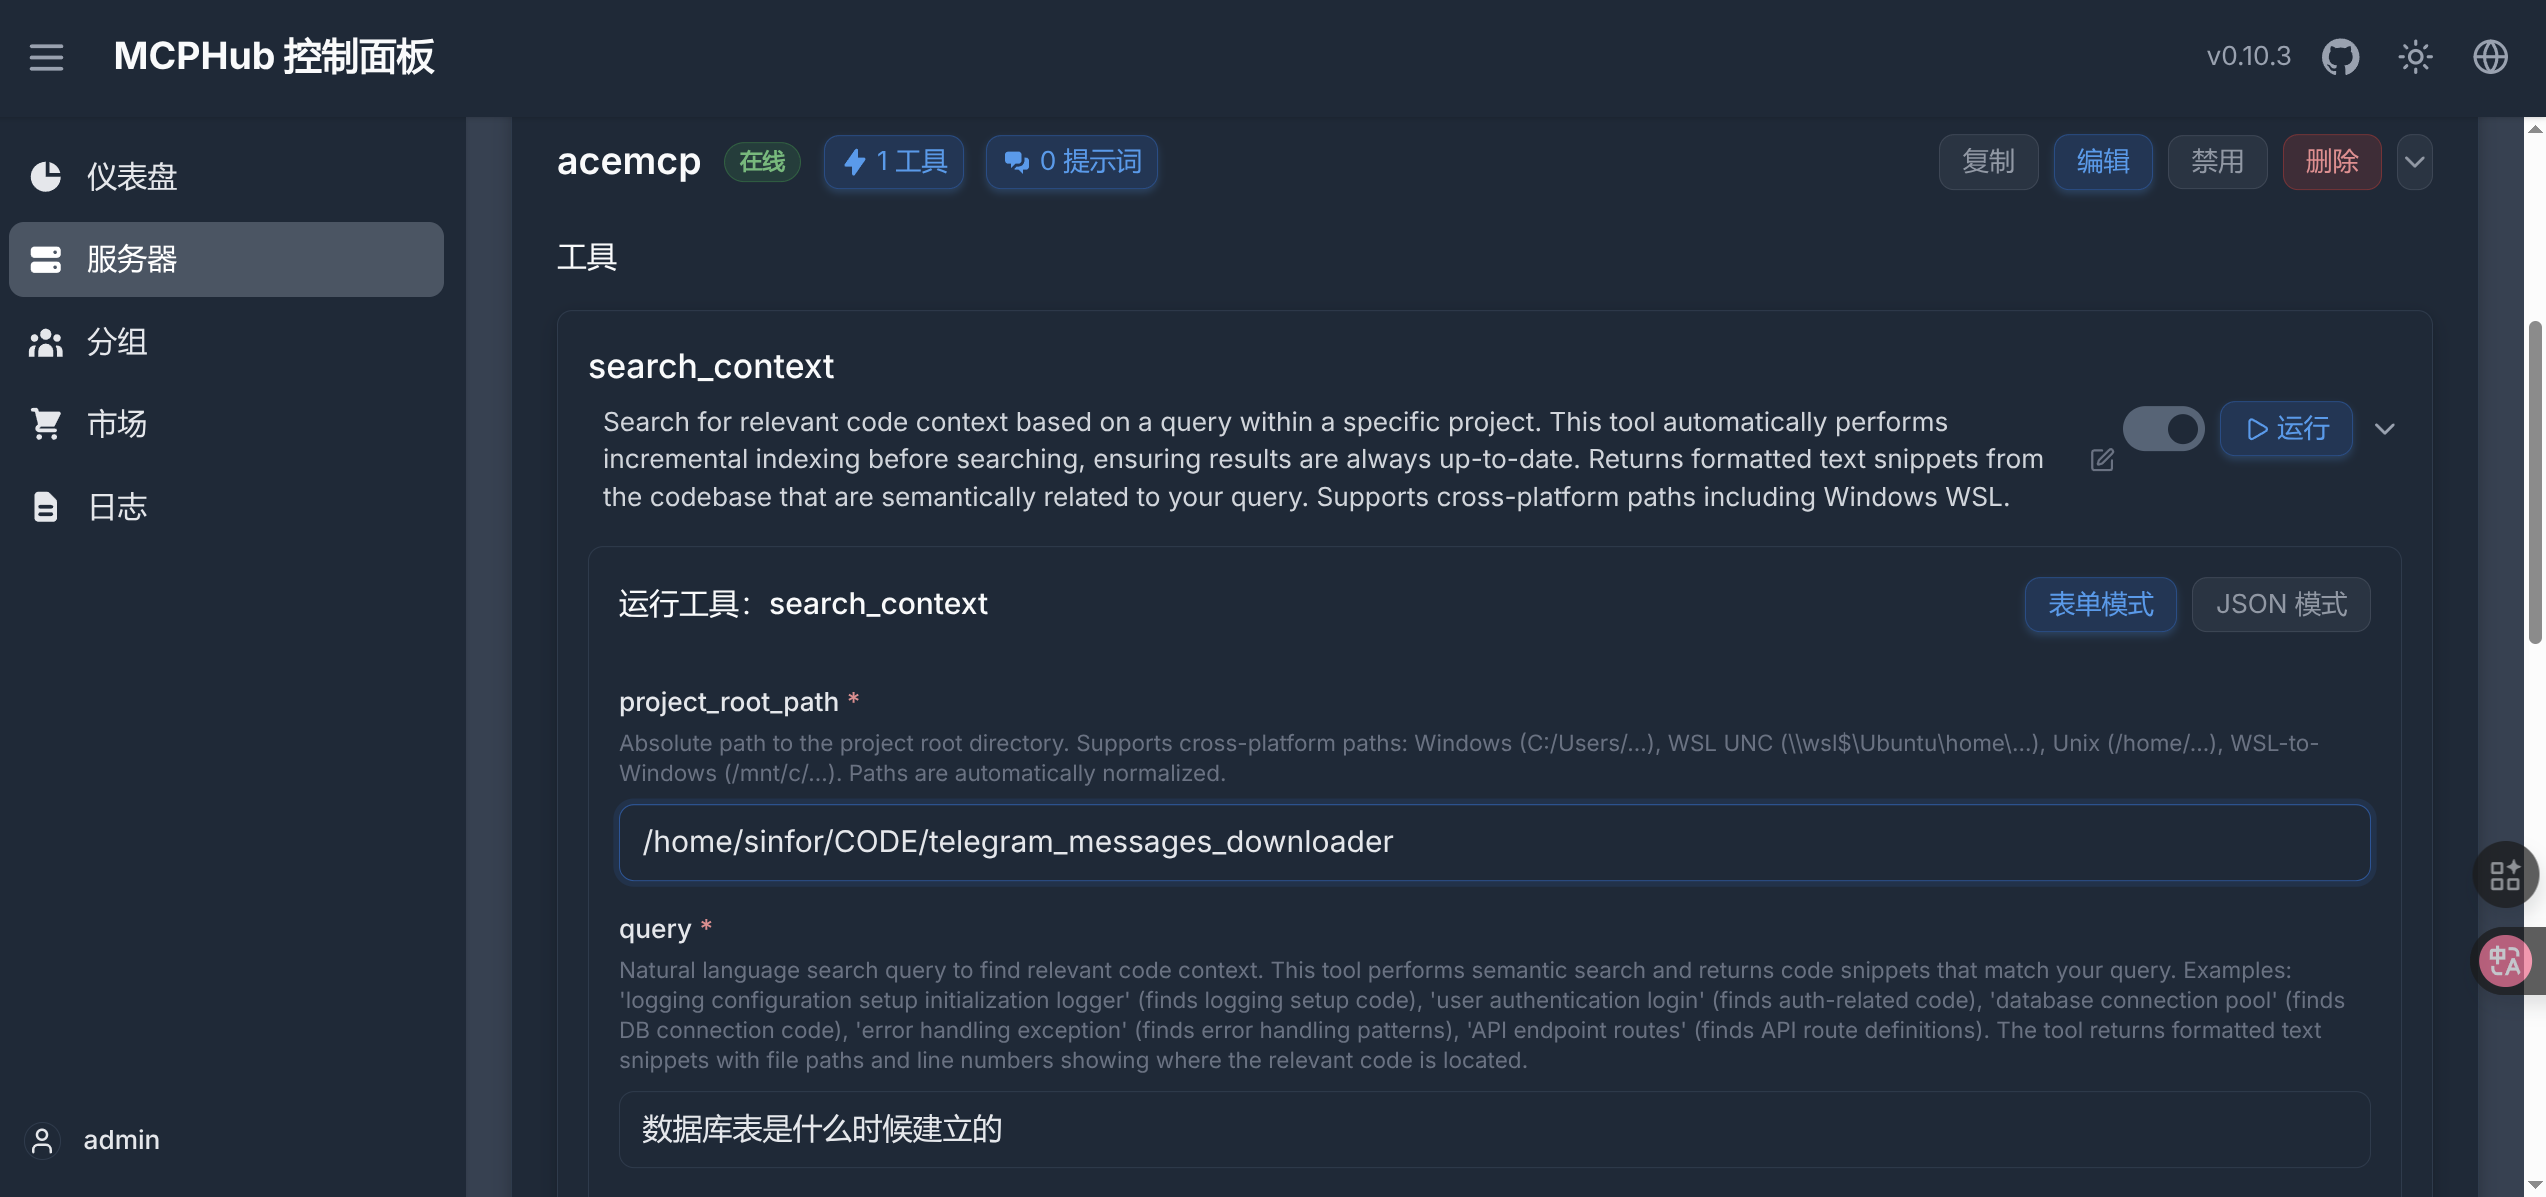 MCPHub 控制面板
v0.10.3
仪表盘
服务器
分组
市场
日志
admin
acemcp
在线
1 工具
0 提示词
复制
编辑
禁用
删除
工具
search_context
Search for relevant code context based on a query within a specific project. This tool automatically performs
incremental indexing before searching, ensuring results are always up-to-date. Returns formatted text snippets from
the codebase that are semantically related to your query. Supports cross-platform paths including Windows WSL.
运行
运行工具：search_context
表单模式
JSON 模式
project_root_path *
Absolute path to the project root directory. Supports cross-platform paths: Windows (C:/Users/...), WSL UNC (\\wsl$\Ubuntu\home\...), Unix (/home/...), WSL-to-
Windows (/mnt/c/...). Paths are automatically normalized.
/home/sinfor/CODE/telegram_messages_downloader
query *
Natural language search query to find relevant code context. This tool performs semantic search and returns code snippets that match your query. Examples:
'logging configuration setup initialization logger' (finds logging setup code), 'user authentication login' (finds auth-related code), 'database connection pool' (finds
DB connection code), 'error handling exception' (finds error handling patterns), 'API endpoint routes' (finds API route definitions). The tool returns formatted text
snippets with file paths and line numbers showing where the relevant code is located.
数据库表是什么时候建立的
中A